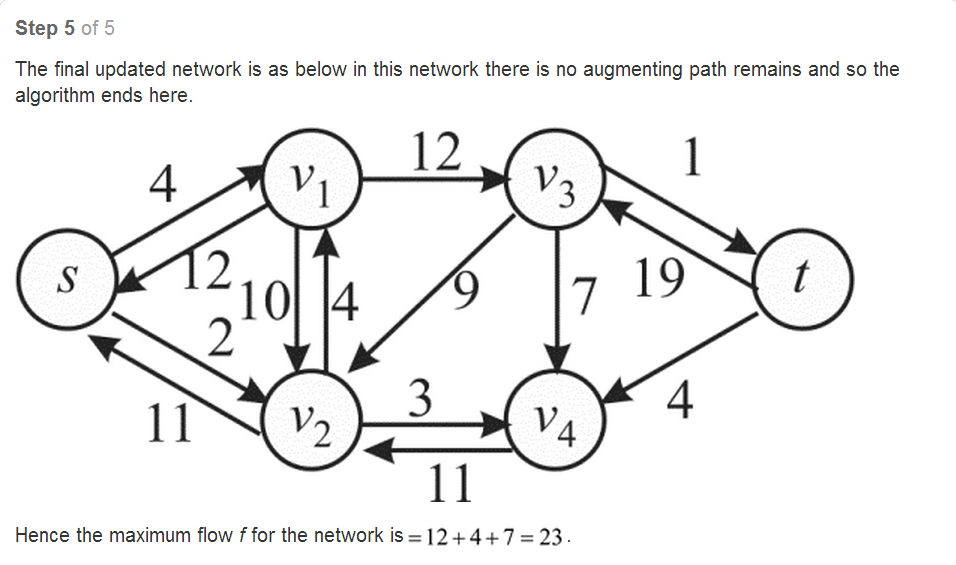 Step 5 of 5
The final updated network is as below in this network there is no augmenting path remains and so the
algorithm ends here.
12
1
4
v1
v3
s
12
10
4
9
7
19
t
2
3
4
11
v2
v4
11
Hence the maximum flow f for the network is = 12 + 4 + 7 = 23.